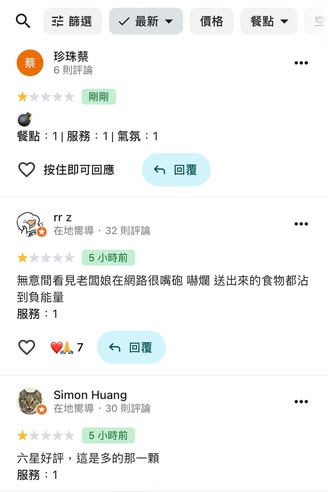 篩選
最新
價格
餐點
蔡
珍珠蔡
6 則評論
剛剛
💣
餐點：1 | 服務：1 | 氣氛：1
按住即可回應
回覆
rr z
在地嚮導·32 則評論
5 小時前
無意間看見老闆娘在網路很嘴砲 嚇爛 送出來的食物都沾
到負能量
服務：1
❤️🙏 7
回覆
Simon Huang
在地嚮導·30 則評論
5 小時前
六星好評，這是多的那一顆
服務：1